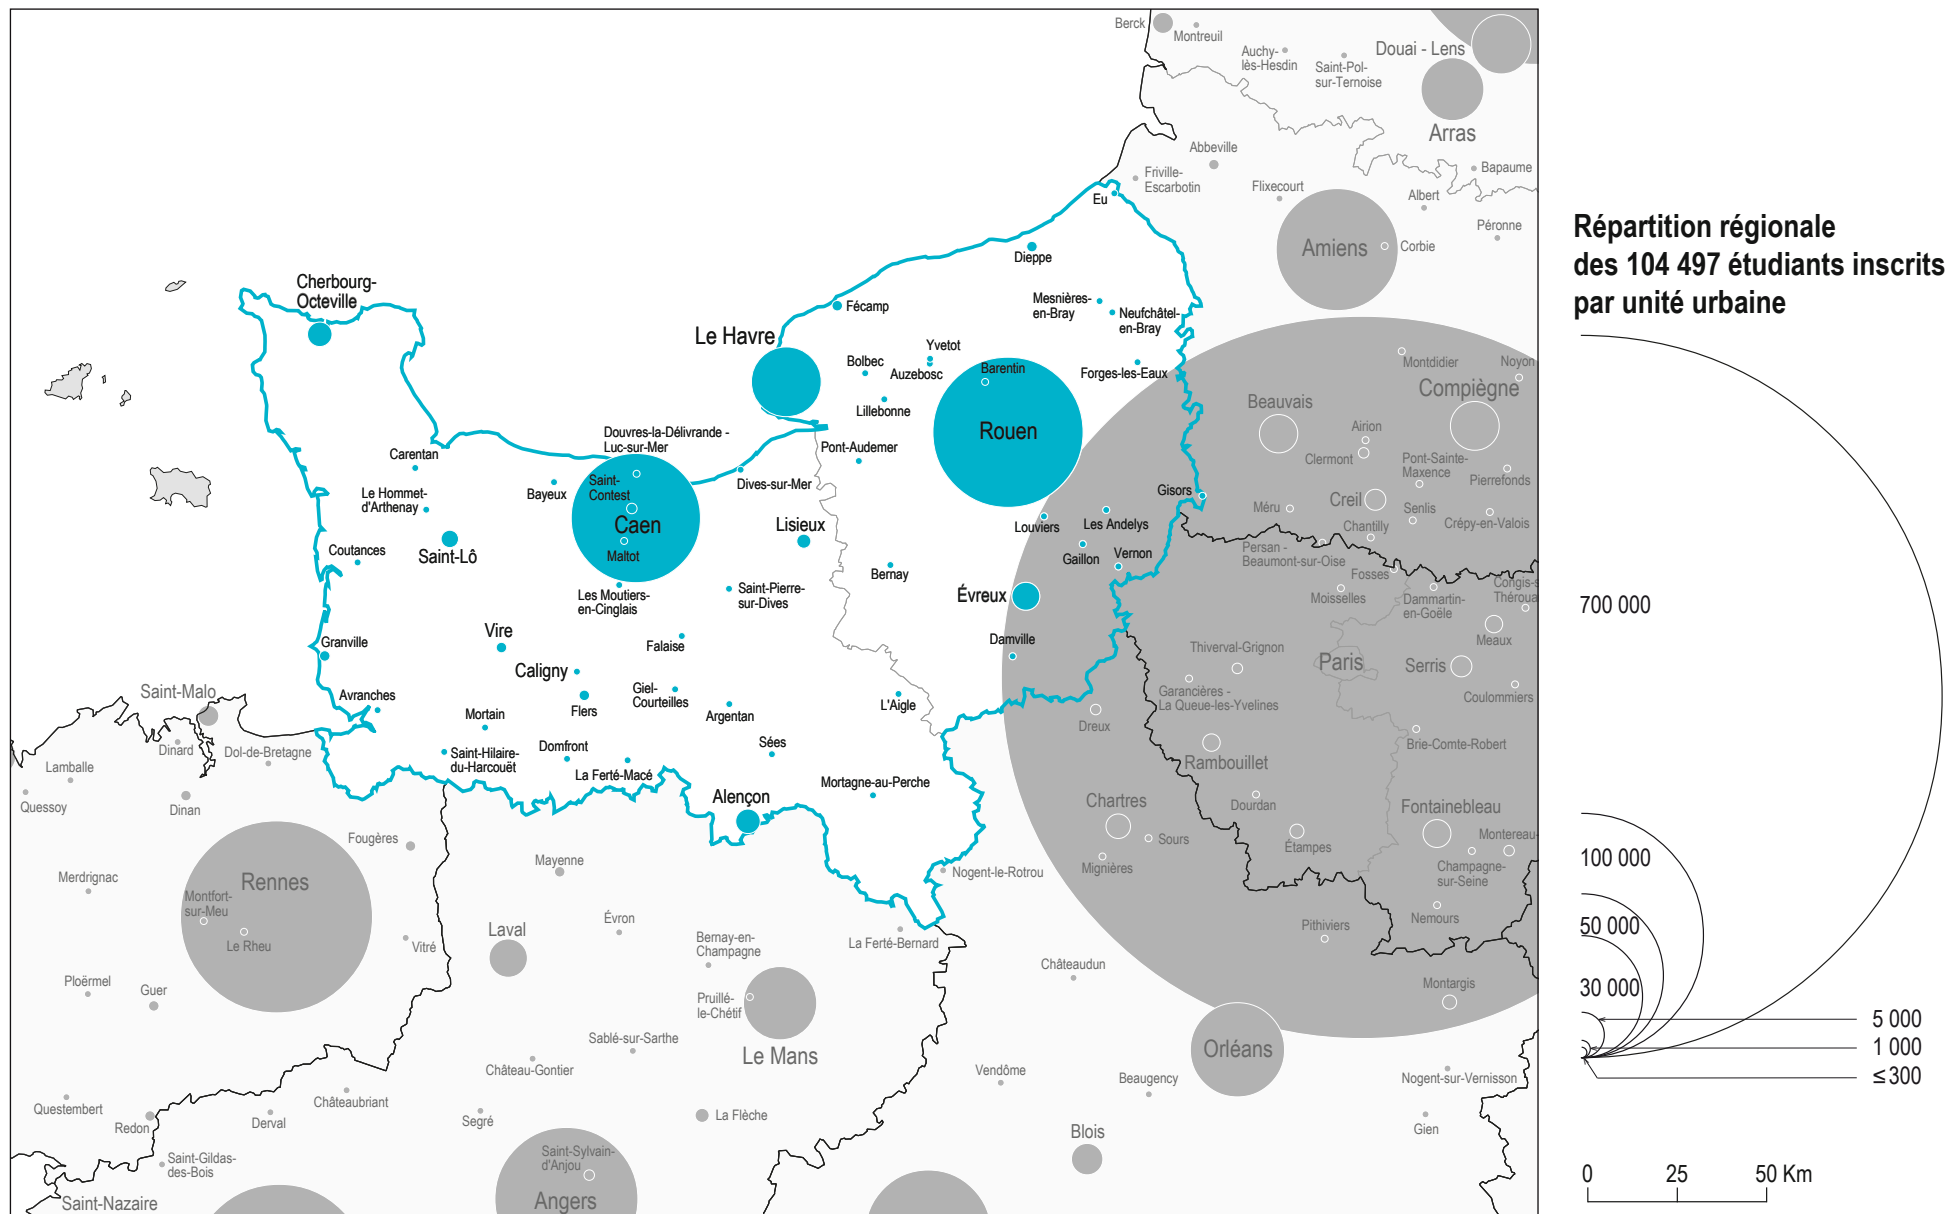 Berck
Montreuil
Auchy-
lès-Hesdin
Saint-Pol-
sur-Ternoise
Douai - Lens
Arras
Bapaume
Abbeville
Friville-
Escarbotin
Flixecourt
Albert
Péronne
Amiens
Corbie
Eu
Dieppe
Répartition régionale
des 104 497 étudiants inscrits
par unité urbaine
Cherbourg-
Octeville
Fécamp
Mesnières-
en-Bray
Neufchâtel-
en-Bray
Le Havre
Yvetot
Bolbec
Auzebosc
Barentin
Forges-les-Eaux
Lillebonne
Rouen
Montdidier
Noyon
Compiègne
Beauvais
Airion
Clermont
Pont-Sainte-
Maxence
Pierrefonds
Douvres-la-Délivrande -
Luc-sur-Mer
Pont-Audemer
Carentan
Le Hommet-
d'Arthenay
Bayeux
Saint-
Contest
Dives-sur-Mer
Caen
Maltot
Lisieux
Gisors
Louviers
Les Andelys
Méru
Creil
Senlis
Chantilly
Crépy-en-Valois
Saint-Lô
Coutances
Gaillon
Vernon
Persan -
Beaumont-sur-Oise
Fosses
Bernay
Les Moutiers-
en-Cinglais
Saint-Pierre-
sur-Dives
Évreux
Moisselles
Dammartin-
en-Goële
Congis-s
Théroua
Meaux
700 000
Vire
Falaise
Damville
Granville
Thiverval-Grignon
Paris
Serris
Caligny
Flers
Giel-
Courteilles
Argentan
L'Aigle
Garancières -
La Queue-les-Yvelines
Coulommiers
Saint-Malo
Avranches
Dreux
Mortain
Dinard
Dol-de-Bretagne
Saint-Hilaire-
du-Harcouët
Domfront
La Ferté-Macé
Sées
Brie-Comte-Robert
Rambouillet
Lamballe
Quessoy
Dinan
Alençon
Mortagne-au-Perche
Chartres
Dourdan
Fontainebleau
Fougères
Sours
Étampes
Montereau-
Mignières
Champagne-
sur-Seine
100 000
Mayenne
Nogent-le-Rotrou
Merdrignac
Rennes
Montfort-
sur-Meu
Le Rheu
Nemours
Pithiviers
50 000
Évron
Laval
Vitré
Bernay-en-
Champagne
La Ferté-Bernard
Châteaudun
30 000
Ploërmel
Guer
Pruillé-
le-Chétif
Montargis
5 000
1 000
≤ 300
Sablé-sur-Sarthe
Le Mans
Orléans
Château-Gontier
Vendôme
Beaugency
Nogent-sur-Vernisson
Questembert
Châteaubriant
Redon
Derval
Segré
La Flèche
Blois
Gien
Saint-Gildas-
des-Bois
Saint-Sylvain-
d'Anjou
Angers
Saint-Nazaire
0 25 50 Km